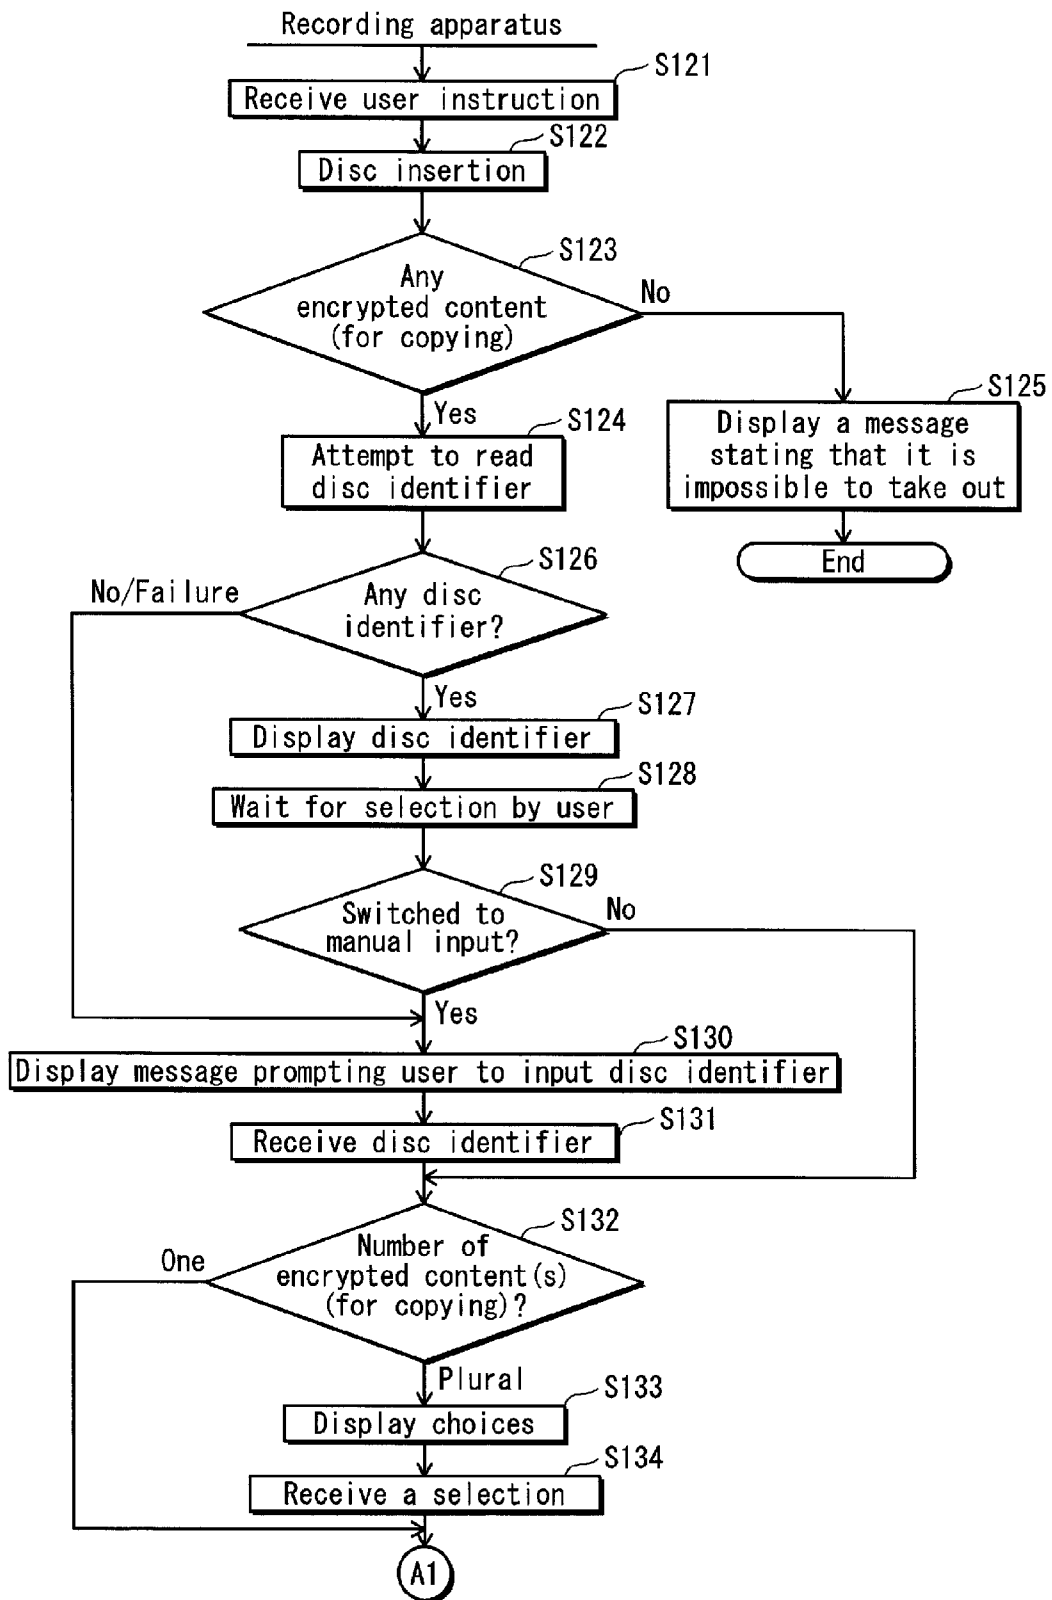 Recording apparatus
S121
Receive user instruction
S122
Disc insertion
S123
Any
encrypted content
(for copying)
No
Yes
S124
Attempt to read
disc identifier
S125
Display a message
stating that it is
impossible to take out
End
S126
No/Failure
Any disc
identifier?
Yes
S127
Display disc identifier
S128
Wait for selection by user
S129
Switched to
manual input?
No
Yes
S130
Display message prompting user to input disc identifier
S131
Receive disc identifier
S132
One
Number of
encrypted content(s)
(for copying)?
Plural
S133
Display choices
S134
Receive a selection
A1